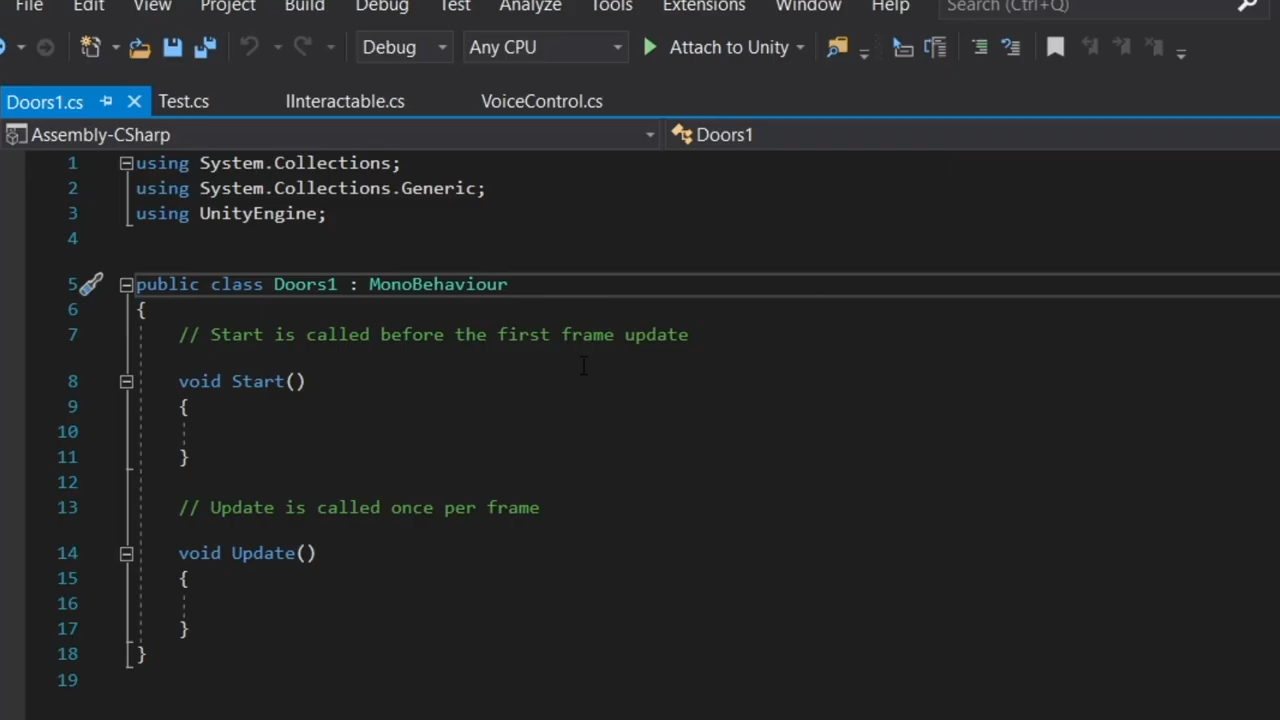 File Edit View Project Build Debug Test Analyze Tools Extensions Window Help Search (Ctrl+Q)
Debug Any CPU Attach to Unity
Doors1.cs Test.cs IInteractable.cs VoiceControl.cs
Assembly-CSharp Doors1
1 using System.Collections;
2 using System.Collections.Generic;
3 using UnityEngine;
4
5 public class Doors1 : MonoBehaviour
6 {
7 // Start is called before the first frame update
8 void Start()
9 {
10
11 }
12
13 // Update is called once per frame
14 void Update()
15 {
16
17 }
18 }
19